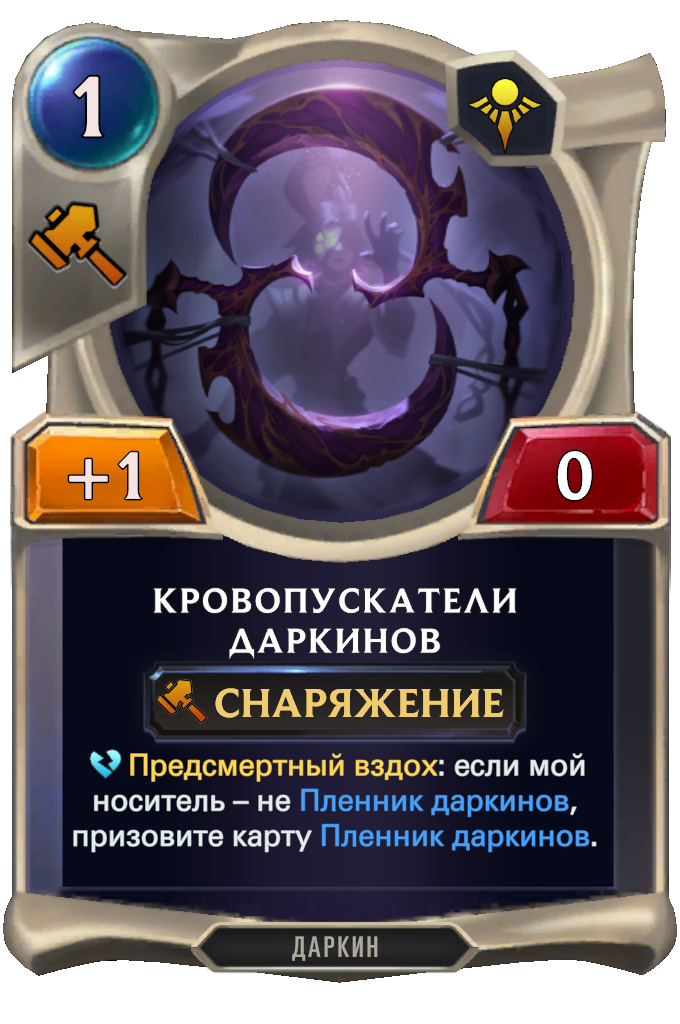 1
+1
0
КРОВОПУСКАТЕЛИ
ДАРКИНОВ
СНАРЯЖЕНИЕ
Предсмертный вздох: если мой
носитель – не Пленник даркинов,
призовите карту Пленник даркинов.
ДАРКИН